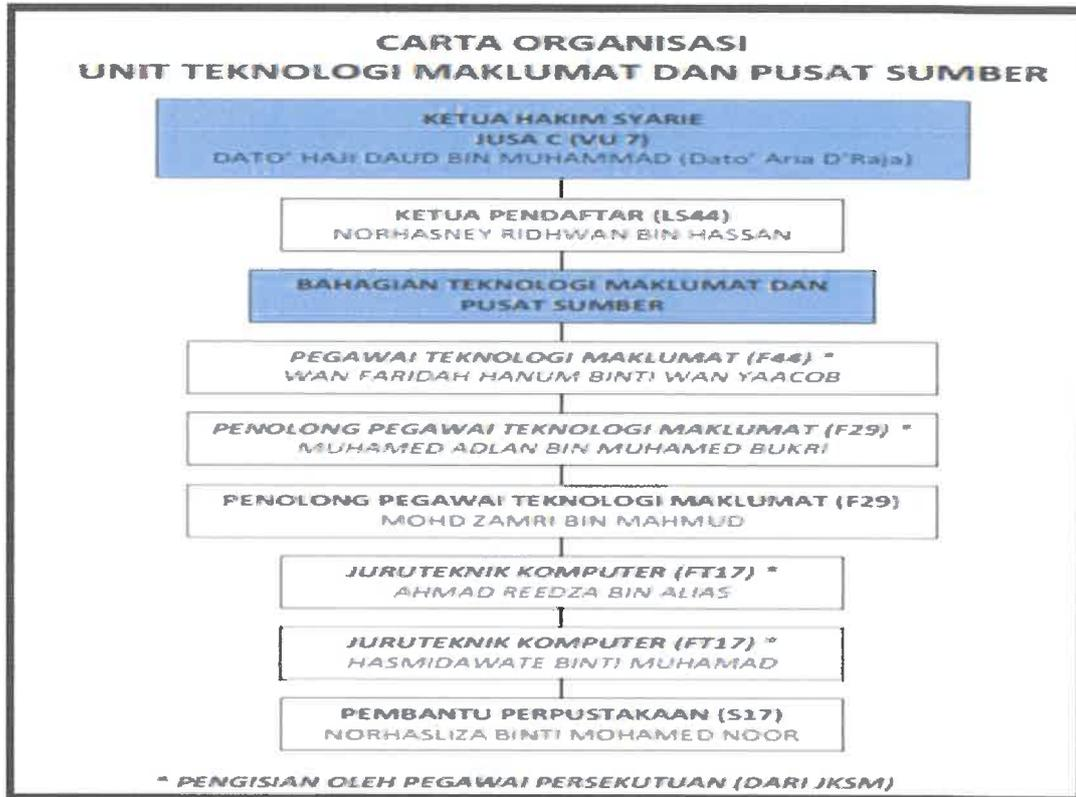 CARTA ORGANISASI
UNIT TEKNOLOGI MAKLUMAT DAN PUSAT SUMBER
KETUA HAKIM SYARIE
JUSA C (VU 7)
DATO' HAJI DAUD BIN MUHAMMAD (Dato' Aria D'Raja)
KETUA PENDAFTAR (LS44)
NORHASNEY RIDHWAN BIN HASSAN
BAHAGIAN TEKNOLOGI MAKLUMAT DAN
PUSAT SUMBER
PEGAWAI TEKNOLOGI MAKLUMAT (F44) *
WAN FARIDAH HANUM BINTI WAN YAACOB
PENOLONG PEGAWAI TEKNOLOGI MAKLUMAT (F29) *
MUHAMED ADLAN BIN MUHAMED BUKRI
PENOLONG PEGAWAI TEKNOLOGI MAKLUMAT (F29)
MOHD ZAMRI BIN MAHMUD
JURUTEKNIK KOMPUTER (FT17) *
AHMAD REEDZA BIN ALIAS
JURUTEKNIK KOMPUTER (FT17) *
HASMIDAWATE BINTI MUHAMAD
PEMBANTU PERPUSTAKAAN (S17)
NORHASLIZA BINTI MOHAMED NOOR
* PENGISIAN OLEH PEGAWAI PERSEKUTUAN (DARI JKSM)